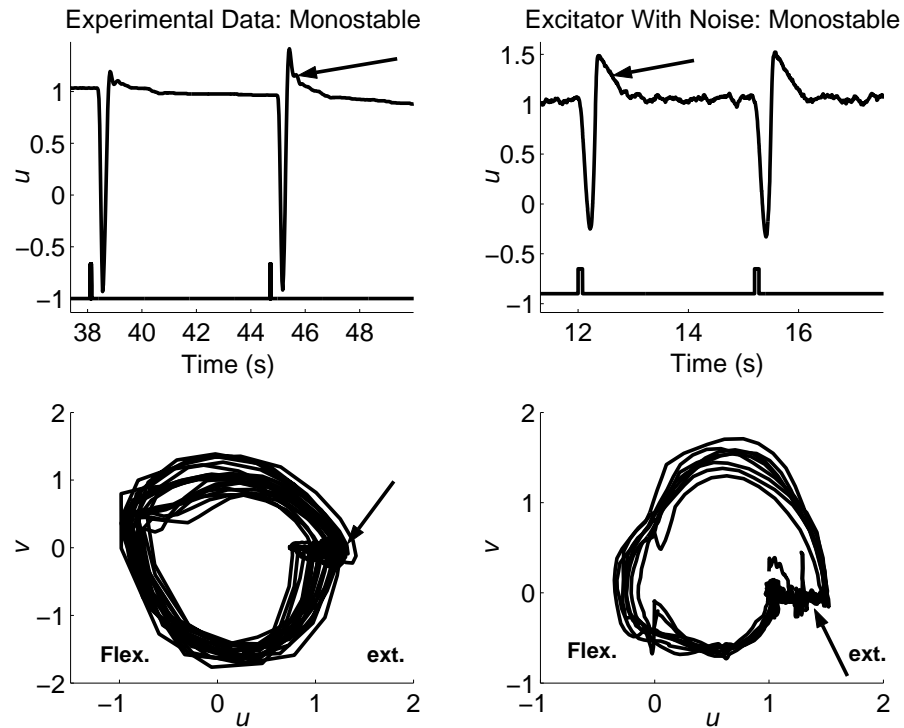 Experimental Data: Monostable
1
0.5
0
−0.5
−1
u
38 40 42 44 46 48
Time (s)
Excitator With Noise: Monostable
1.5
1
0.5
0
−0.5
−1
u
12 14 16
Time (s)
2
1
0
−1
−2
v
Flex.
ext.
−1 0 1 2
u
2
1
0
−1
v
Flex.
ext.
−1 0 1 2
u